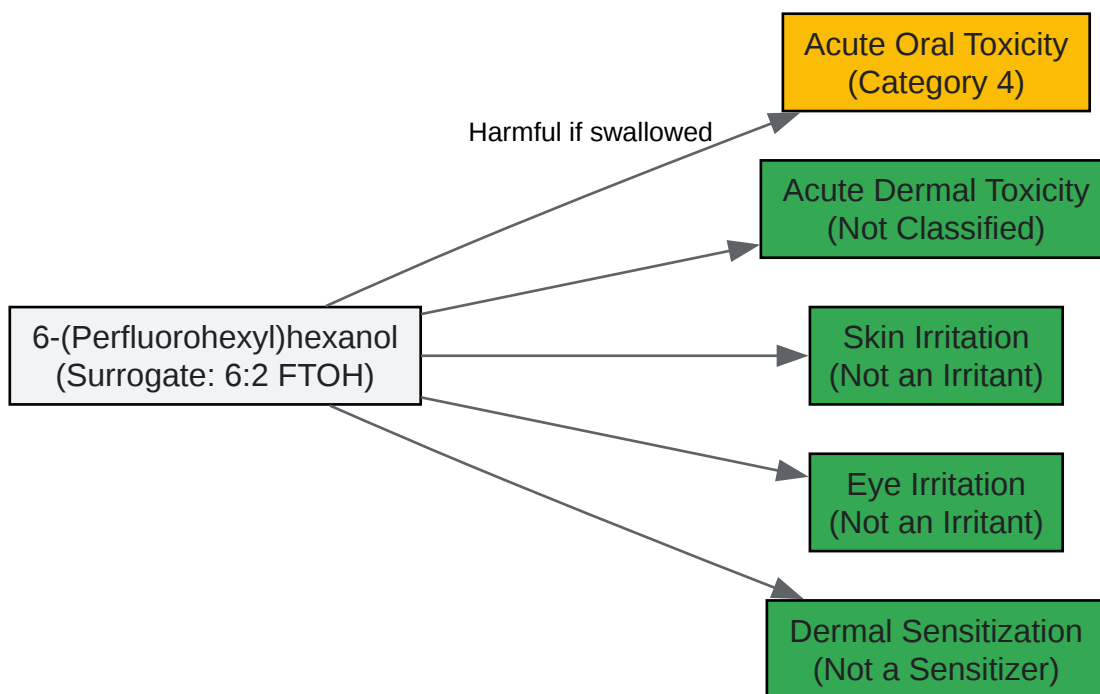 Acute Oral Toxicity
(Category 4)
Harmful if swallowed
Acute Dermal Toxicity
(Not Classified)
6-(Perfluorohexyl)hexanol
(Surrogate: 6:2 FTOH)
Skin Irritation
(Not an Irritant)
Eye Irritation
(Not an Irritant)
Dermal Sensitization
(Not a Sensitizer)